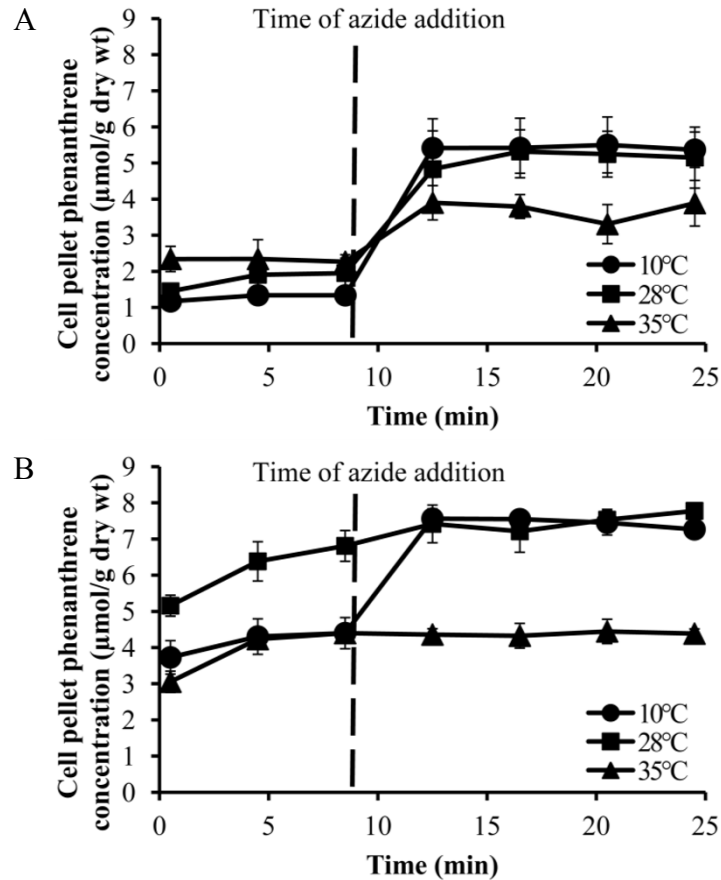 A
Time of azide addition
Cell pellet phenanthrene
concentration (µmol/g dry wt)
9
8
7
6
5
4
3
2
1
0
10°C
28°C
35°C
0
5
10
15
20
25
Time (min)
B
Time of azide addition
Cell pellet phenanthrene
concentration (µmol/g dry wt)
9
8
7
6
5
4
3
2
1
0
10°C
28°C
35°C
0
5
10
15
20
25
Time (min)